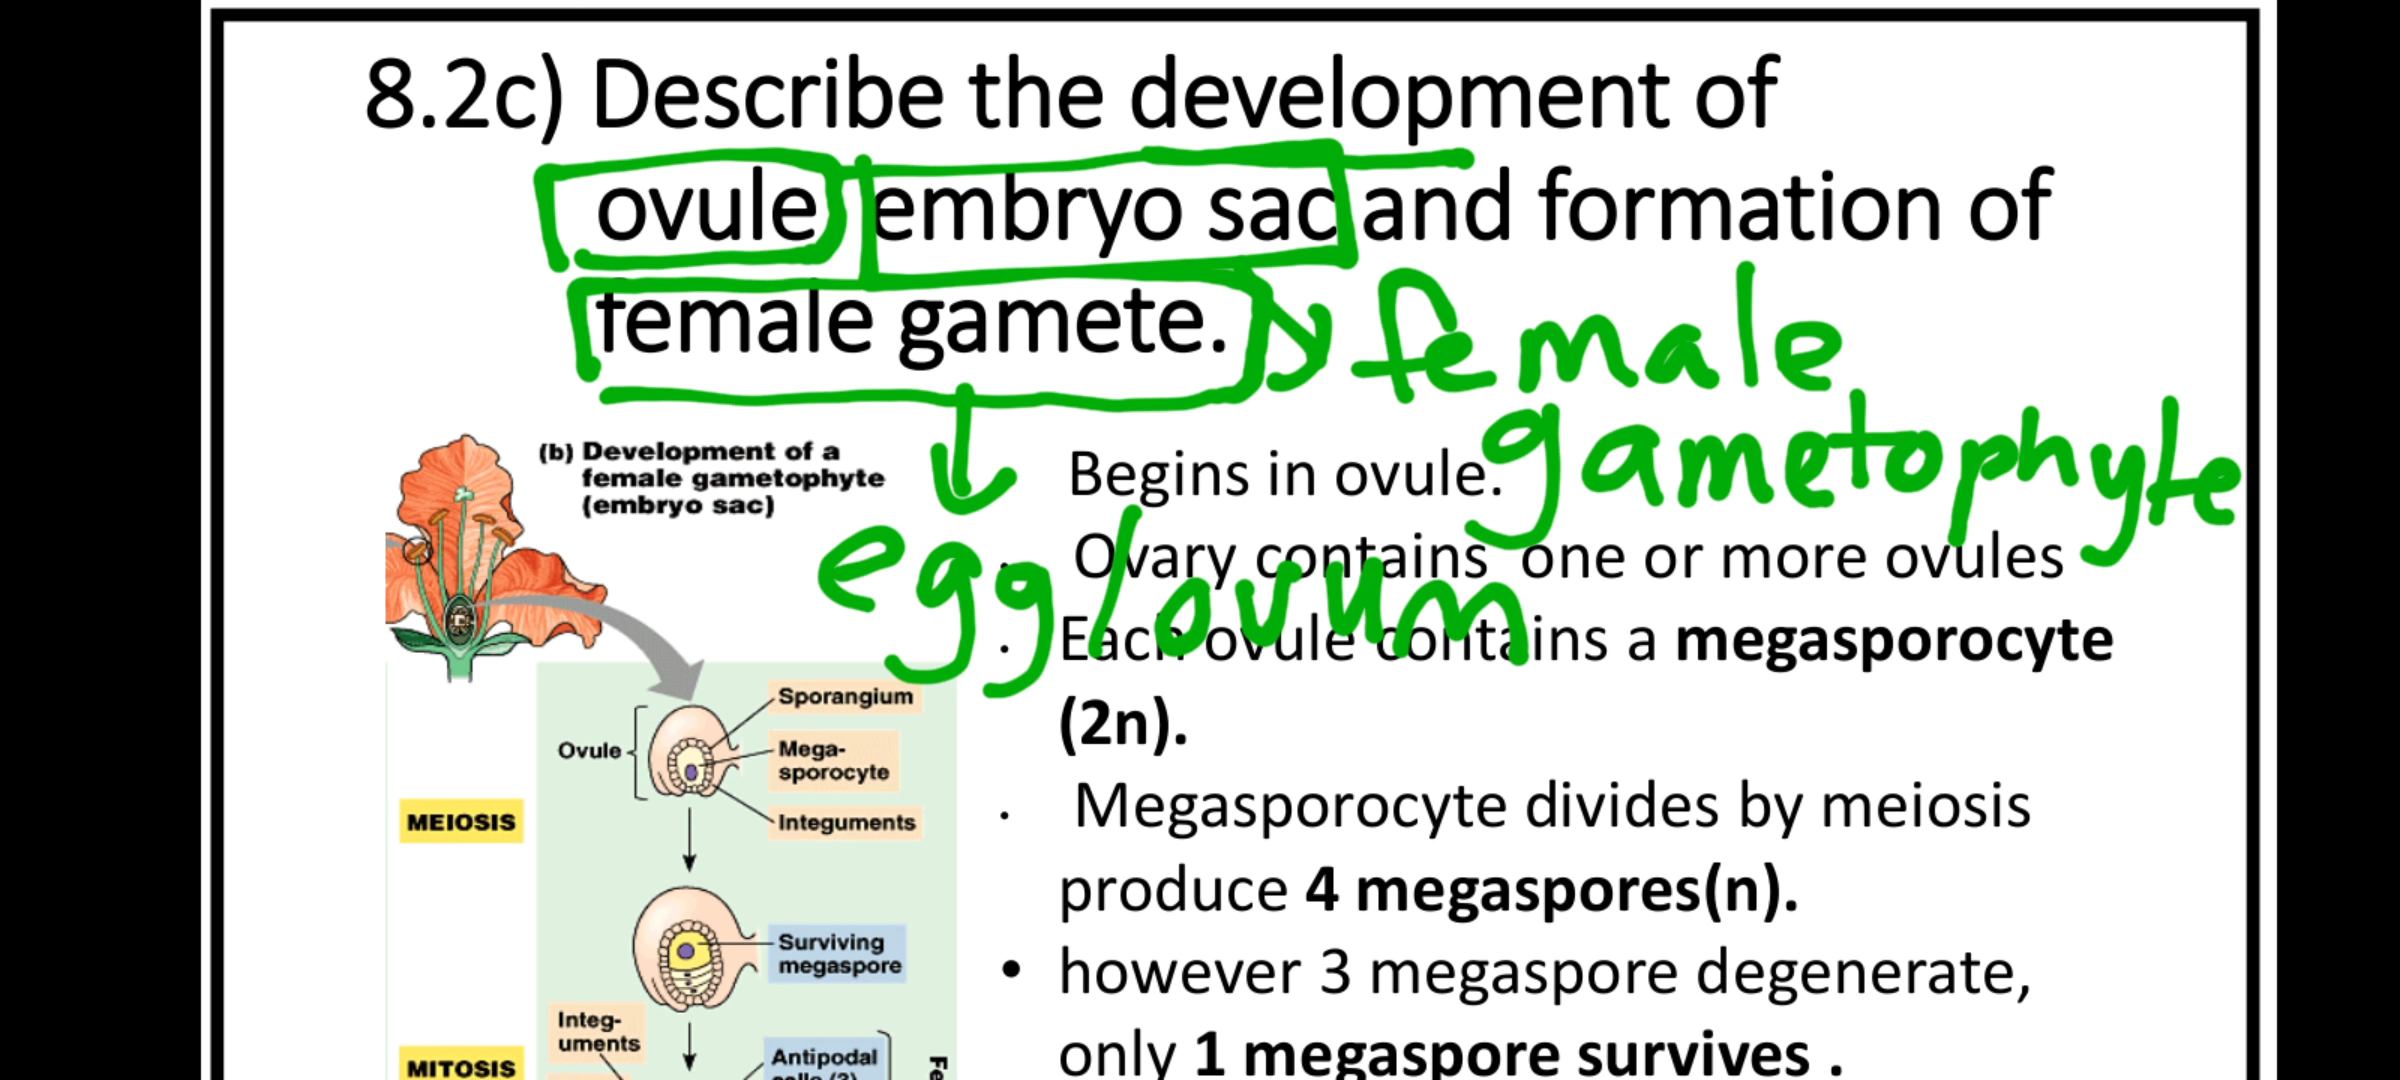 8.2c) Describe the development of
ovule embryo sac and formation of
female gamete.
female
gametophyte
egg/ovum
(b) Development of a
female gametophyte
(embryo sac)
Sporangium
Ovule
Mega-
sporocyte
MEIOSIS
Integuments
Surviving
megaspore
Integ-
uments
MITOSIS
Antipodal
cells (3)
Fe
Begins in ovule.
· Ovary contains one or more ovules
· Each ovule contains a megasporocyte
(2n).
· Megasporocyte divides by meiosis
produce 4 megaspores(n).
• however 3 megaspore degenerate,
only 1 megaspore survives .